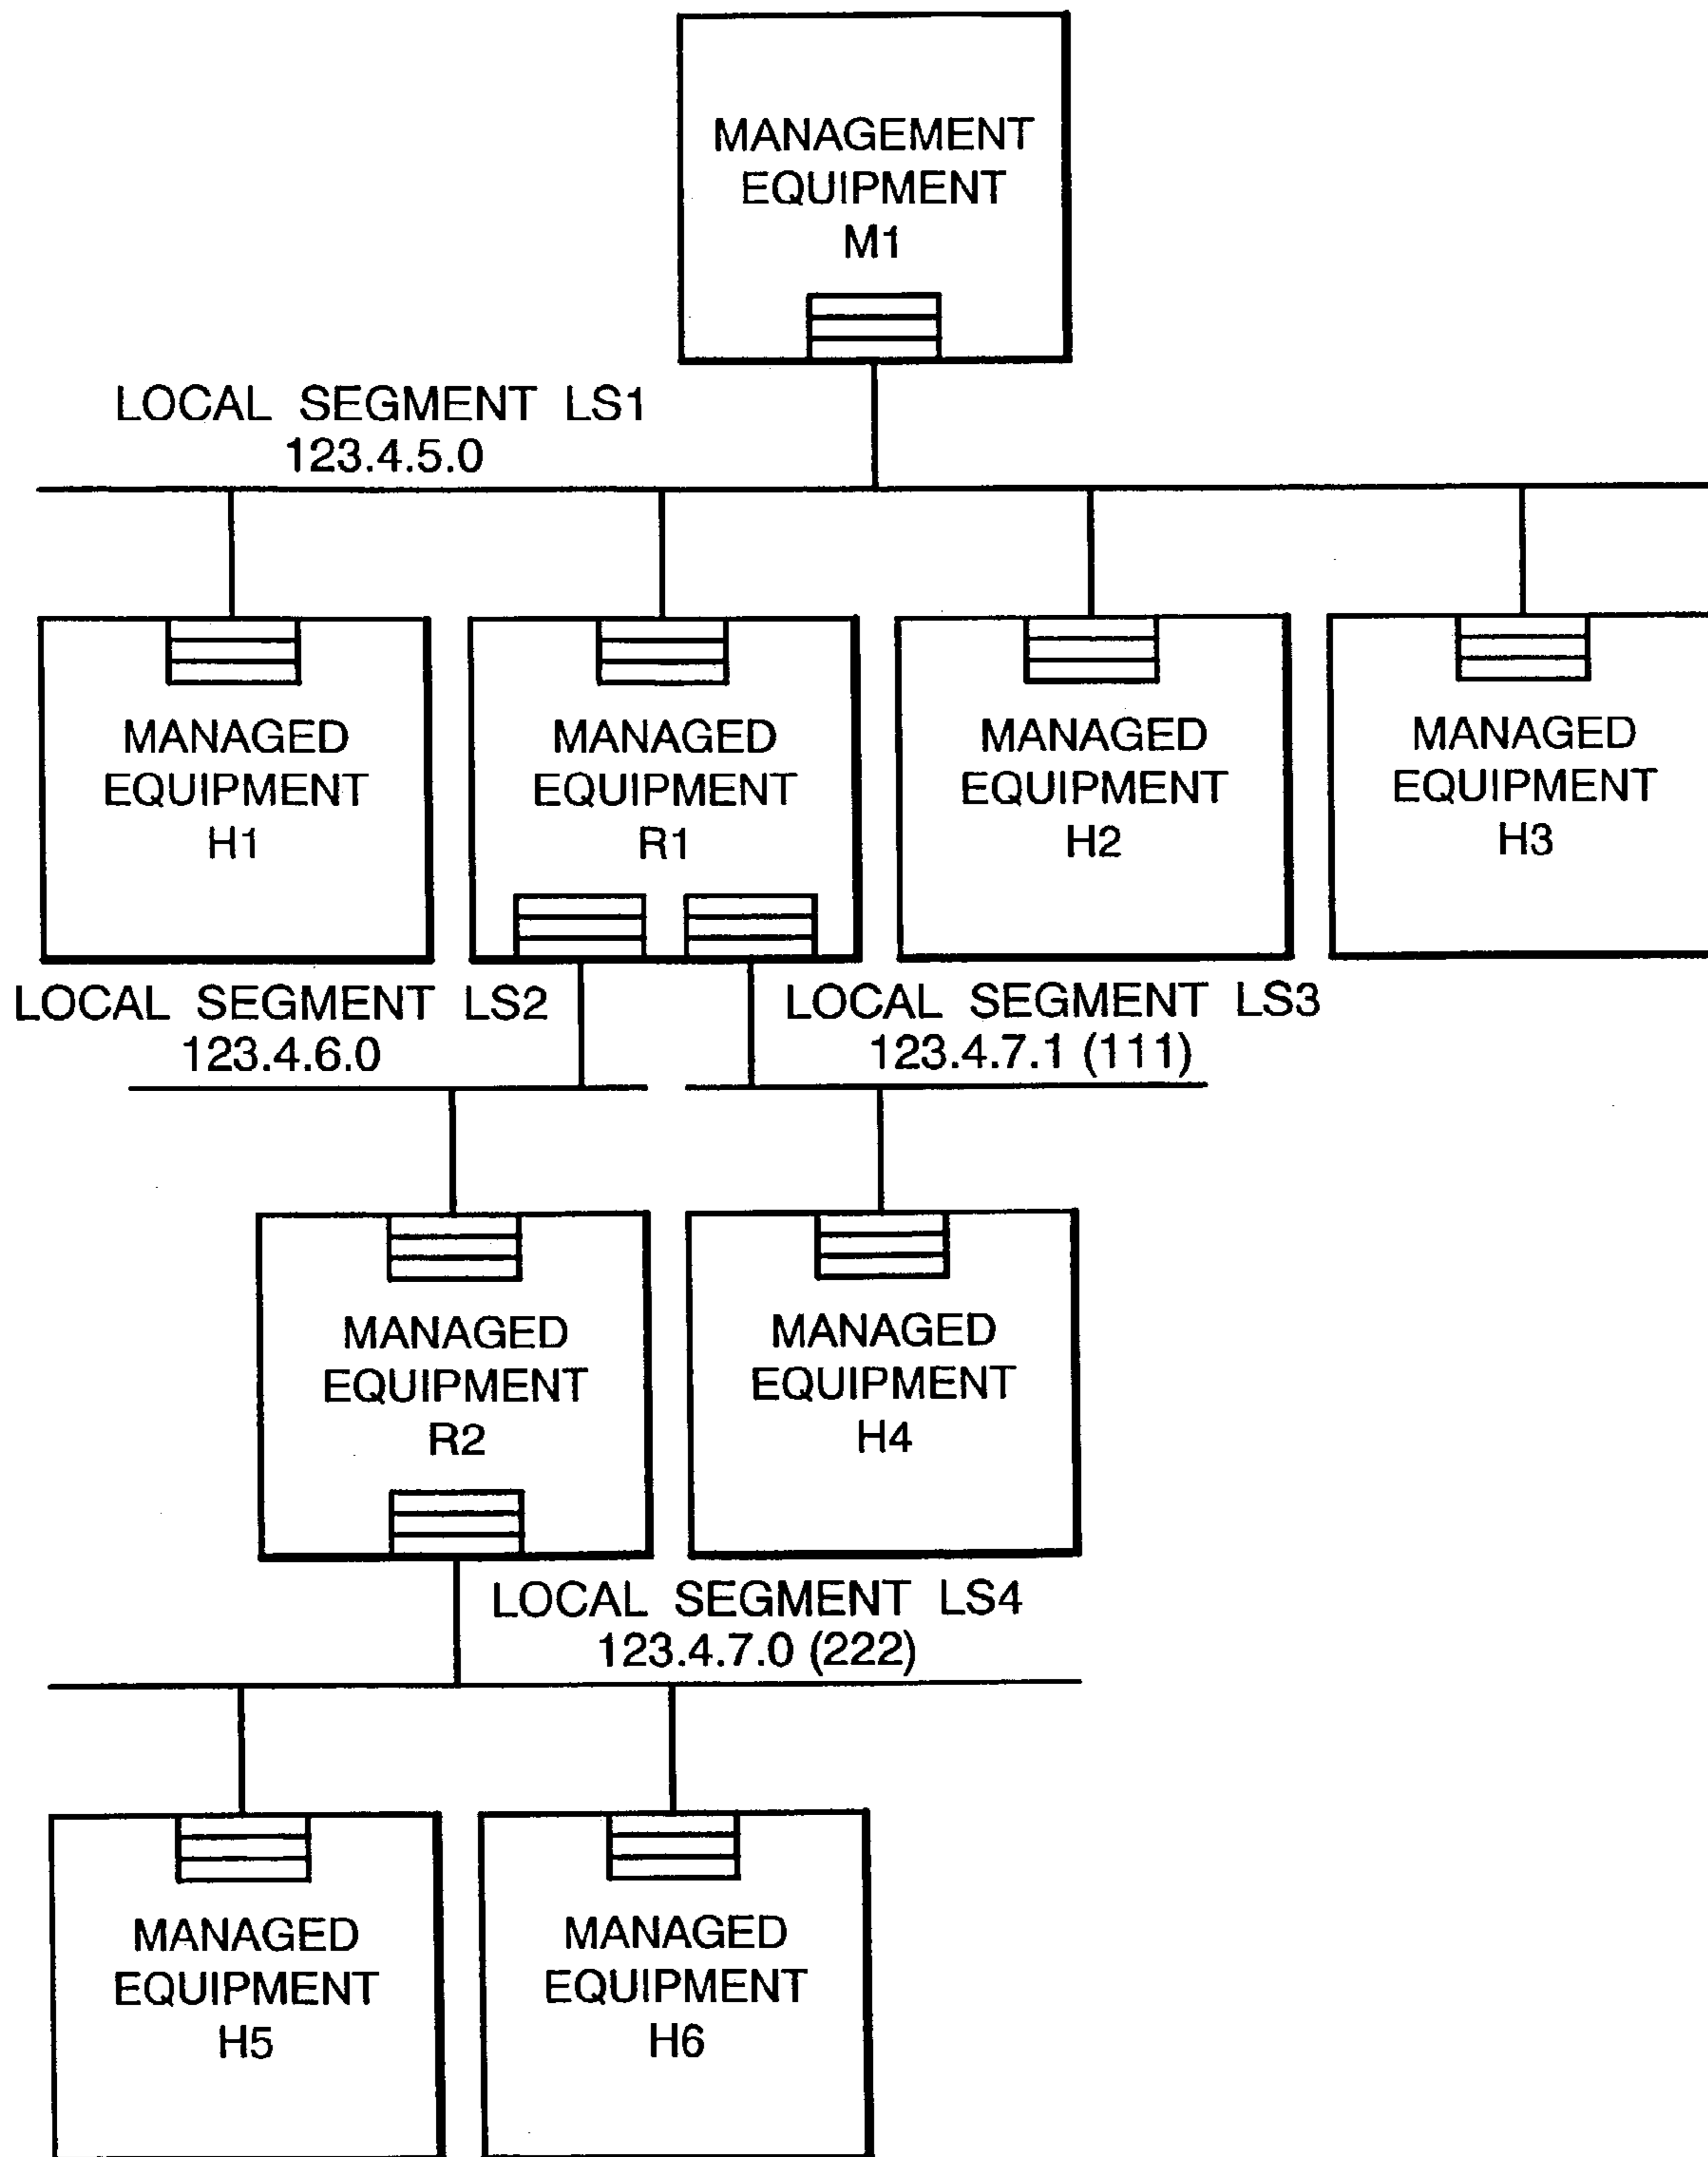 MANAGEMENT
EQUIPMENT
M1
LOCAL SEGMENT LS1
123.4.5.0
MANAGED
EQUIPMENT
H1
MANAGED
EQUIPMENT
R1
MANAGED
EQUIPMENT
H2
MANAGED
EQUIPMENT
H3
LOCAL SEGMENT LS2
123.4.6.0
LOCAL SEGMENT LS3
123.4.7.1 (111)
MANAGED
EQUIPMENT
R2
MANAGED
EQUIPMENT
H4
LOCAL SEGMENT LS4
123.4.7.0 (222)
MANAGED
EQUIPMENT
H5
MANAGED
EQUIPMENT
H6